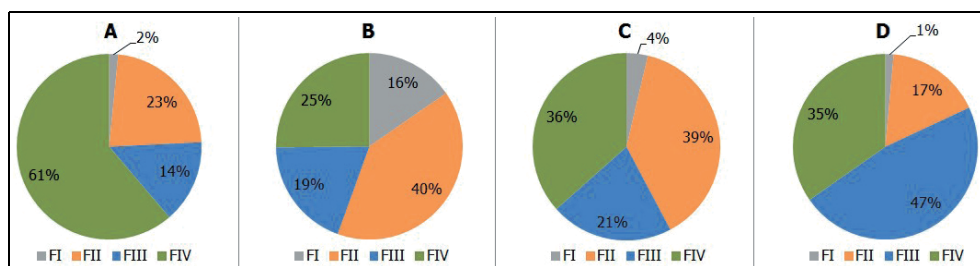 A
2%
23%
14%
61%
FI FII FIII FIV
B
16%
40%
19%
25%
FI FII FIII FIV
C
4%
39%
21%
36%
FI FII FIII FIV
D
1%
17%
47%
35%
FI FII FIII FIV